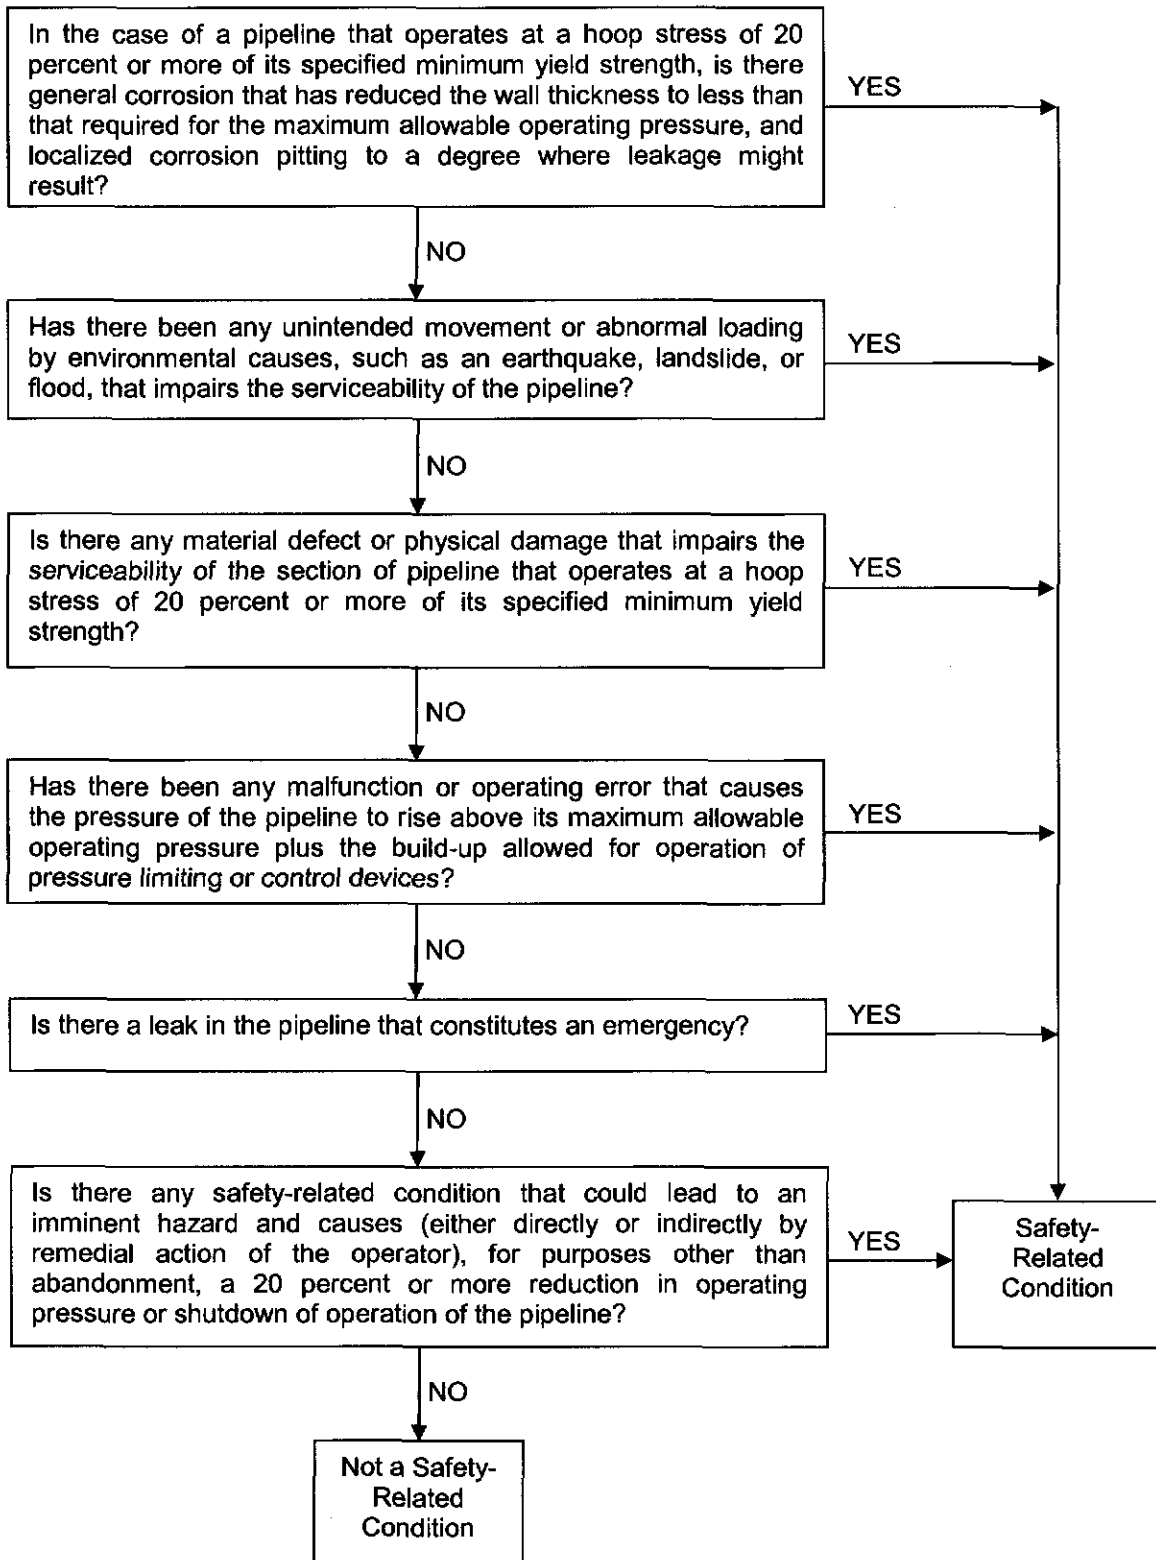 In the case of a pipeline that operates at a hoop stress of 20
percent or more of its specified minimum yield strength, is there
general corrosion that has reduced the wall thickness to less than
that required for the maximum allowable operating pressure, and
localized corrosion pitting to a degree where leakage might
result?
YES
NO
Has there been any unintended movement or abnormal loading
by environmental causes, such as an earthquake, landslide, or
flood, that impairs the serviceability of the pipeline?
YES
NO
Is there any material defect or physical damage that impairs the
serviceability of the section of pipeline that operates at a hoop
stress of 20 percent or more of its specified minimum yield
strength?
YES
NO
Has there been any malfunction or operating error that causes
the pressure of the pipeline to rise above its maximum allowable
operating pressure plus the build-up allowed for operation of
pressure limiting or control devices?
YES
NO
Is there a leak in the pipeline that constitutes an emergency?
YES
NO
Is there any safety-related condition that could lead to an
imminent hazard and causes (either directly or indirectly by
remedial action of the operator), for purposes other than
abandonment, a 20 percent or more reduction in operating
pressure or shutdown of operation of the pipeline?
YES
Safety-
Related
Condition
NO
Not a Safety-
Related
Condition